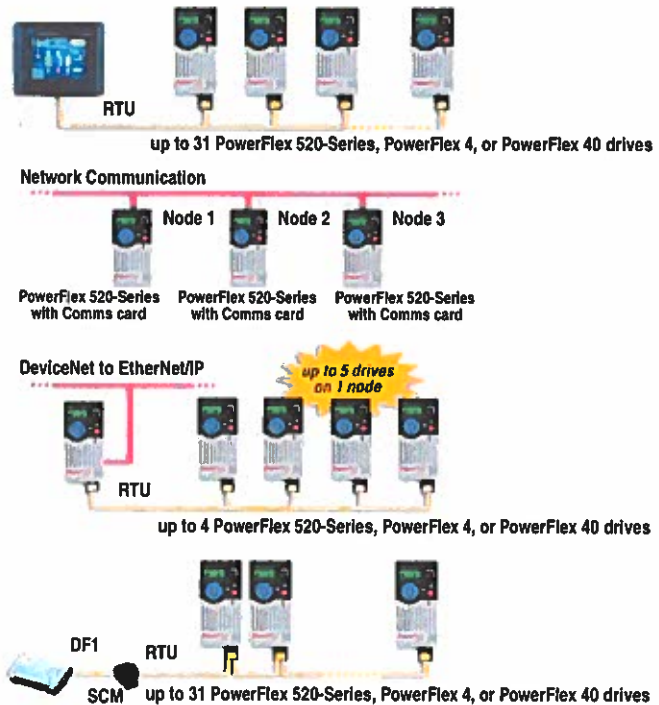 RTU
up to 31 PowerFlex 520-Series, PowerFlex 4, or PowerFlex 40 drives
Network Communication
Node 1
Node 2
Node 3
PowerFlex 520-Series
with Comms card
PowerFlex 520-Series
with Comms card
PowerFlex 520-Series
with Comms card
DeviceNet to EtherNet/IP
up to 5 drives
on 1 node
RTU
up to 4 PowerFlex 520-Series, PowerFlex 4, or PowerFlex 40 drives
DF1
RTU
SCM
up to 31 PowerFlex 520-Series, PowerFlex 4, or PowerFlex 40 drives